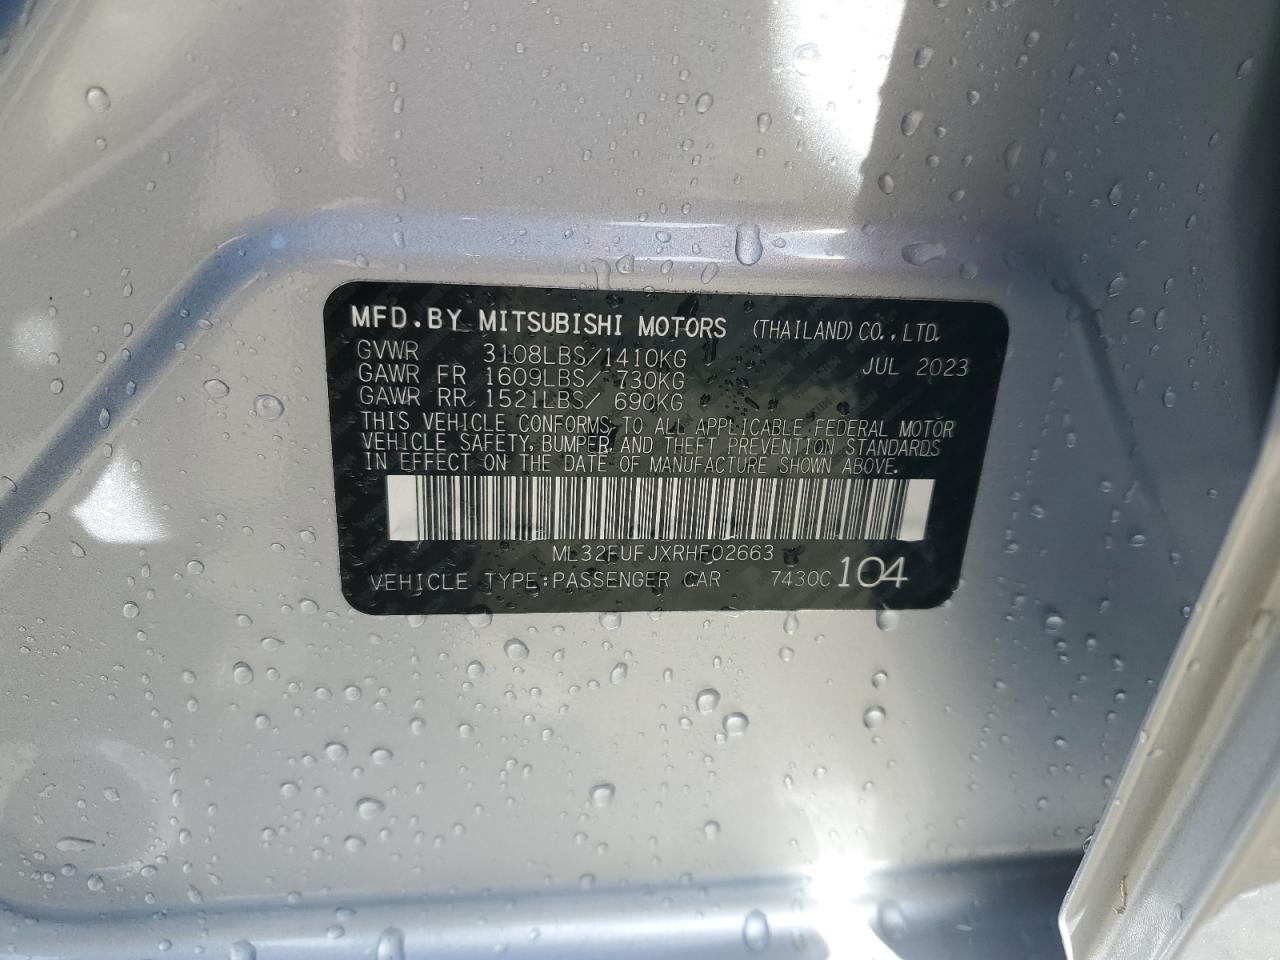 MFD.BY MITSUBISHI MOTORS (THAILAND)CO.,LTD.
GVWR 3108LBS/1410KG JUL 2023
GAWR FR 1609LBS/ 730KG
GAWR RR 1521LBS/ 690KG
THIS VEHICLE CONFORMS TO ALL APPLICABLE FEDERAL MOTOR
VEHICLE SAFETY,BUMPER AND THEFT PREVENTION STANDARDS
IN EFFECT ON THE DATE OF MANUFACTURE SHOWN ABOVE.
ML32FUFJXRHF02663
VEHICLE TYPE:PASSENGER CAR 7430C 104